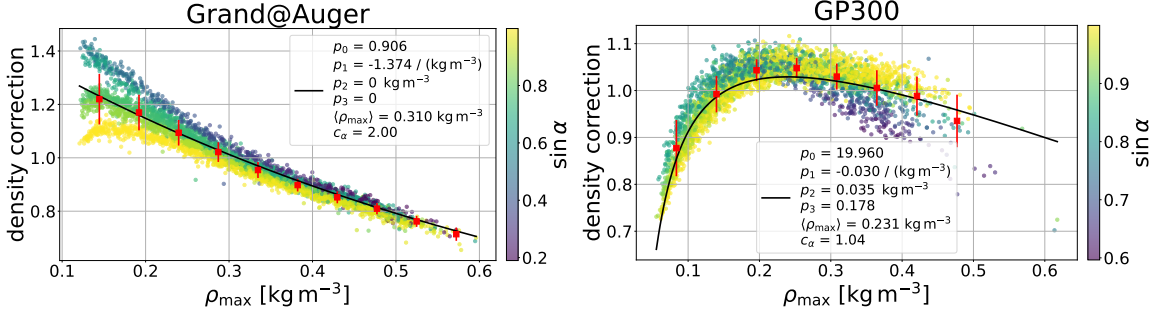 Grand@Auger
density correction
1.4
1.2
1.0
0.8
p₀ = 0.906
p₁ = -1.374 / (kg m⁻³)
p₂ = 0 kg m⁻³
p₃ = 0
⟨ρmax⟩ = 0.310 kg m⁻³
cα = 2.00
0.1 0.2 0.3 0.4 0.5 0.6
ρmax [kg m⁻³]
0.8
0.6
0.4
0.2
sin α
GP300
density correction
1.1
1.0
0.9
0.8
0.7
p₀ = 19.960
p₁ = -0.030 / (kg m⁻³)
p₂ = 0.035 kg m⁻³
p₃ = 0.178
⟨ρmax⟩ = 0.231 kg m⁻³
cα = 1.04
0.1 0.2 0.3 0.4 0.5 0.6
ρmax [kg m⁻³]
0.9
0.8
0.7
0.6
sin α